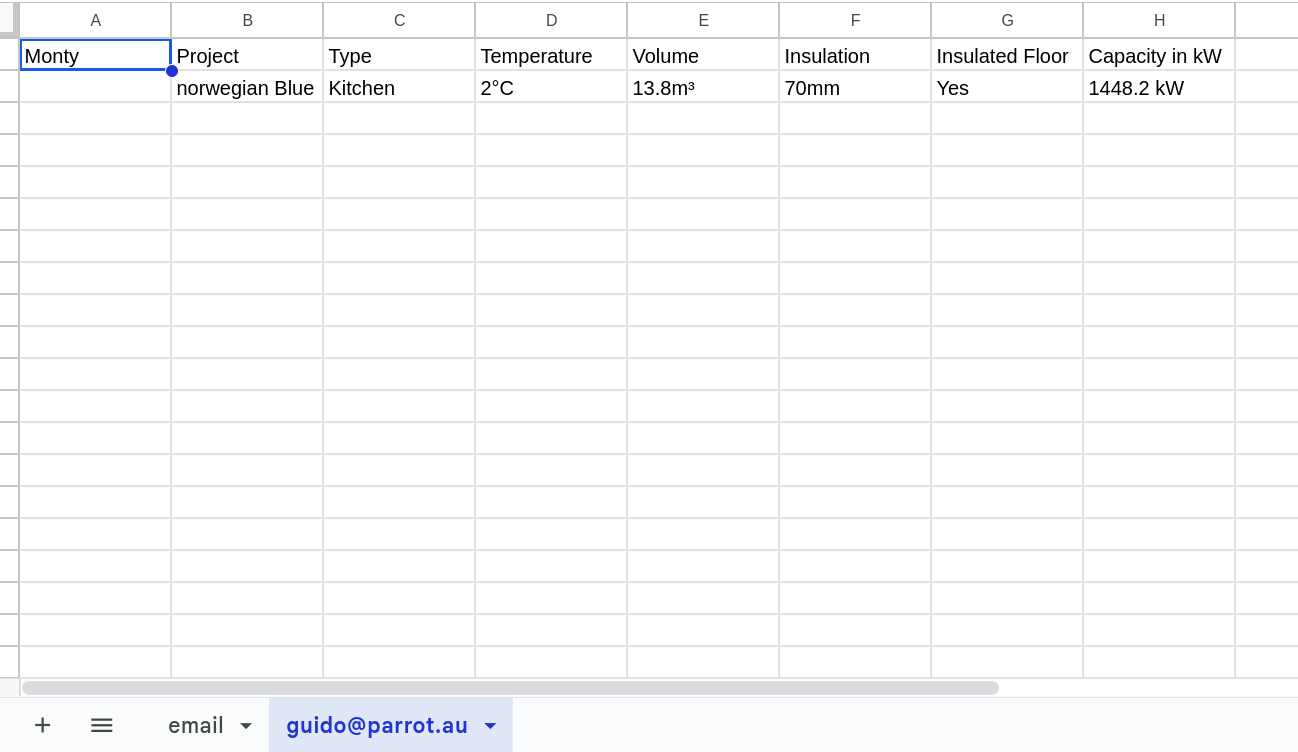 A B C D E F G H
Monty Project Type Temperature Volume Insulation Insulated Floor Capacity in kW
norwegian Blue Kitchen 2°C 13.8m³ 70mm Yes 1448.2 kW
email guido@parrot.au